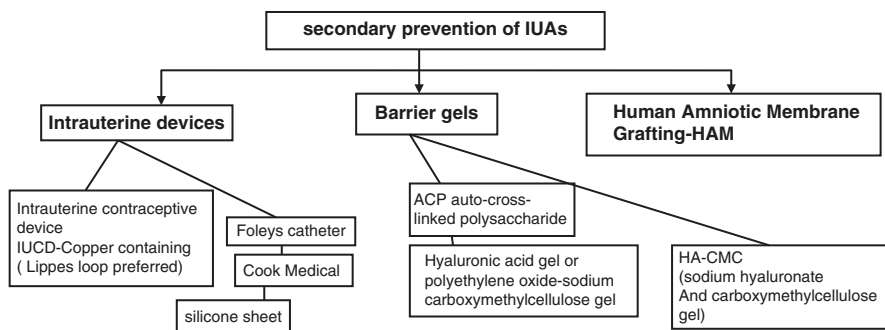 secondary prevention of IUAs
Intrauterine devices
Barrier gels
Human Amniotic Membrane
Grafting-HAM
Intrauterine contraceptive
device
IUCD-Copper containing
( Lippes loop preferred)
Foleys catheter
Cook Medical
silicone sheet
ACP auto-cross-
linked polysaccharide
Hyaluronic acid gel or
polyethylene oxide-sodium
carboxymethylcellulose gel
HA-CMC
(sodium hyaluronate
And carboxymethylcellulose
gel)